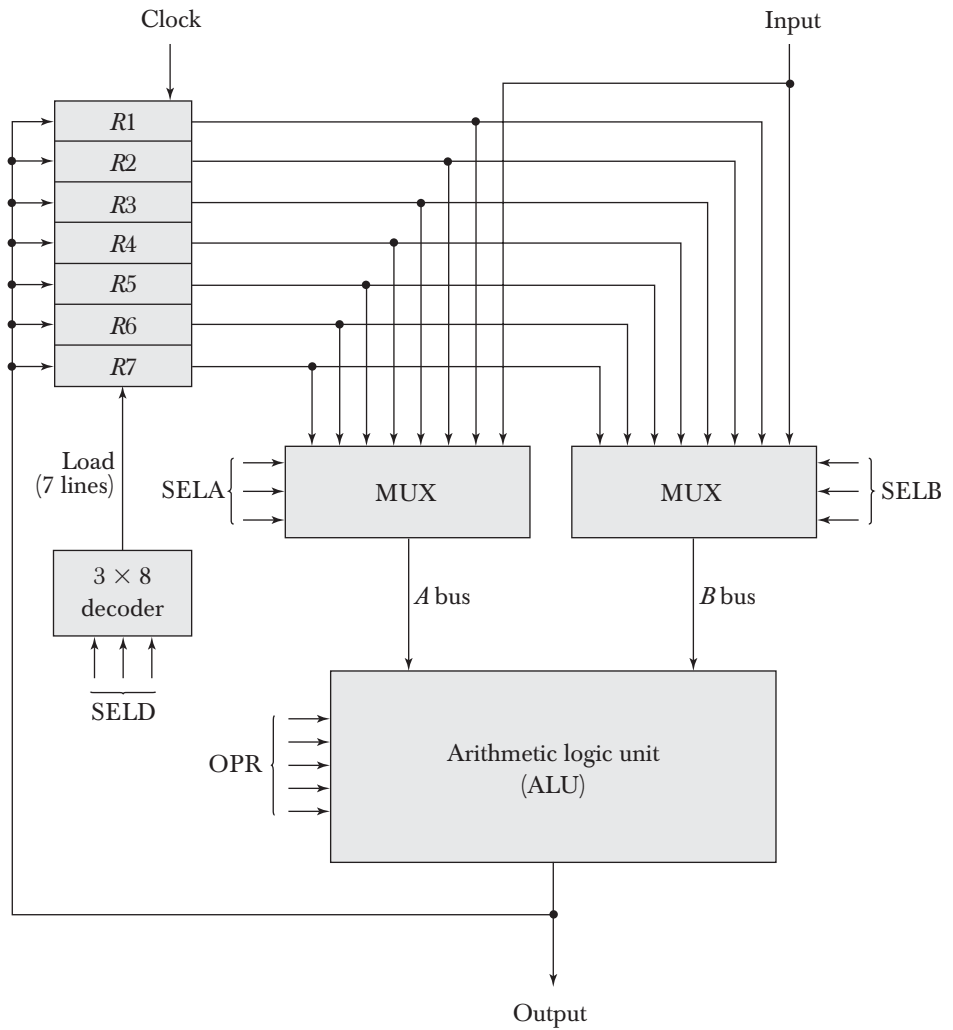 Clock
Input
R1
R2
R3
R4
R5
R6
R7
Load
(7 lines)
SELA
MUX
MUX
SELB
3 × 8
decoder
A bus
B bus
SELD
OPR
Arithmetic logic unit
(ALU)
Output